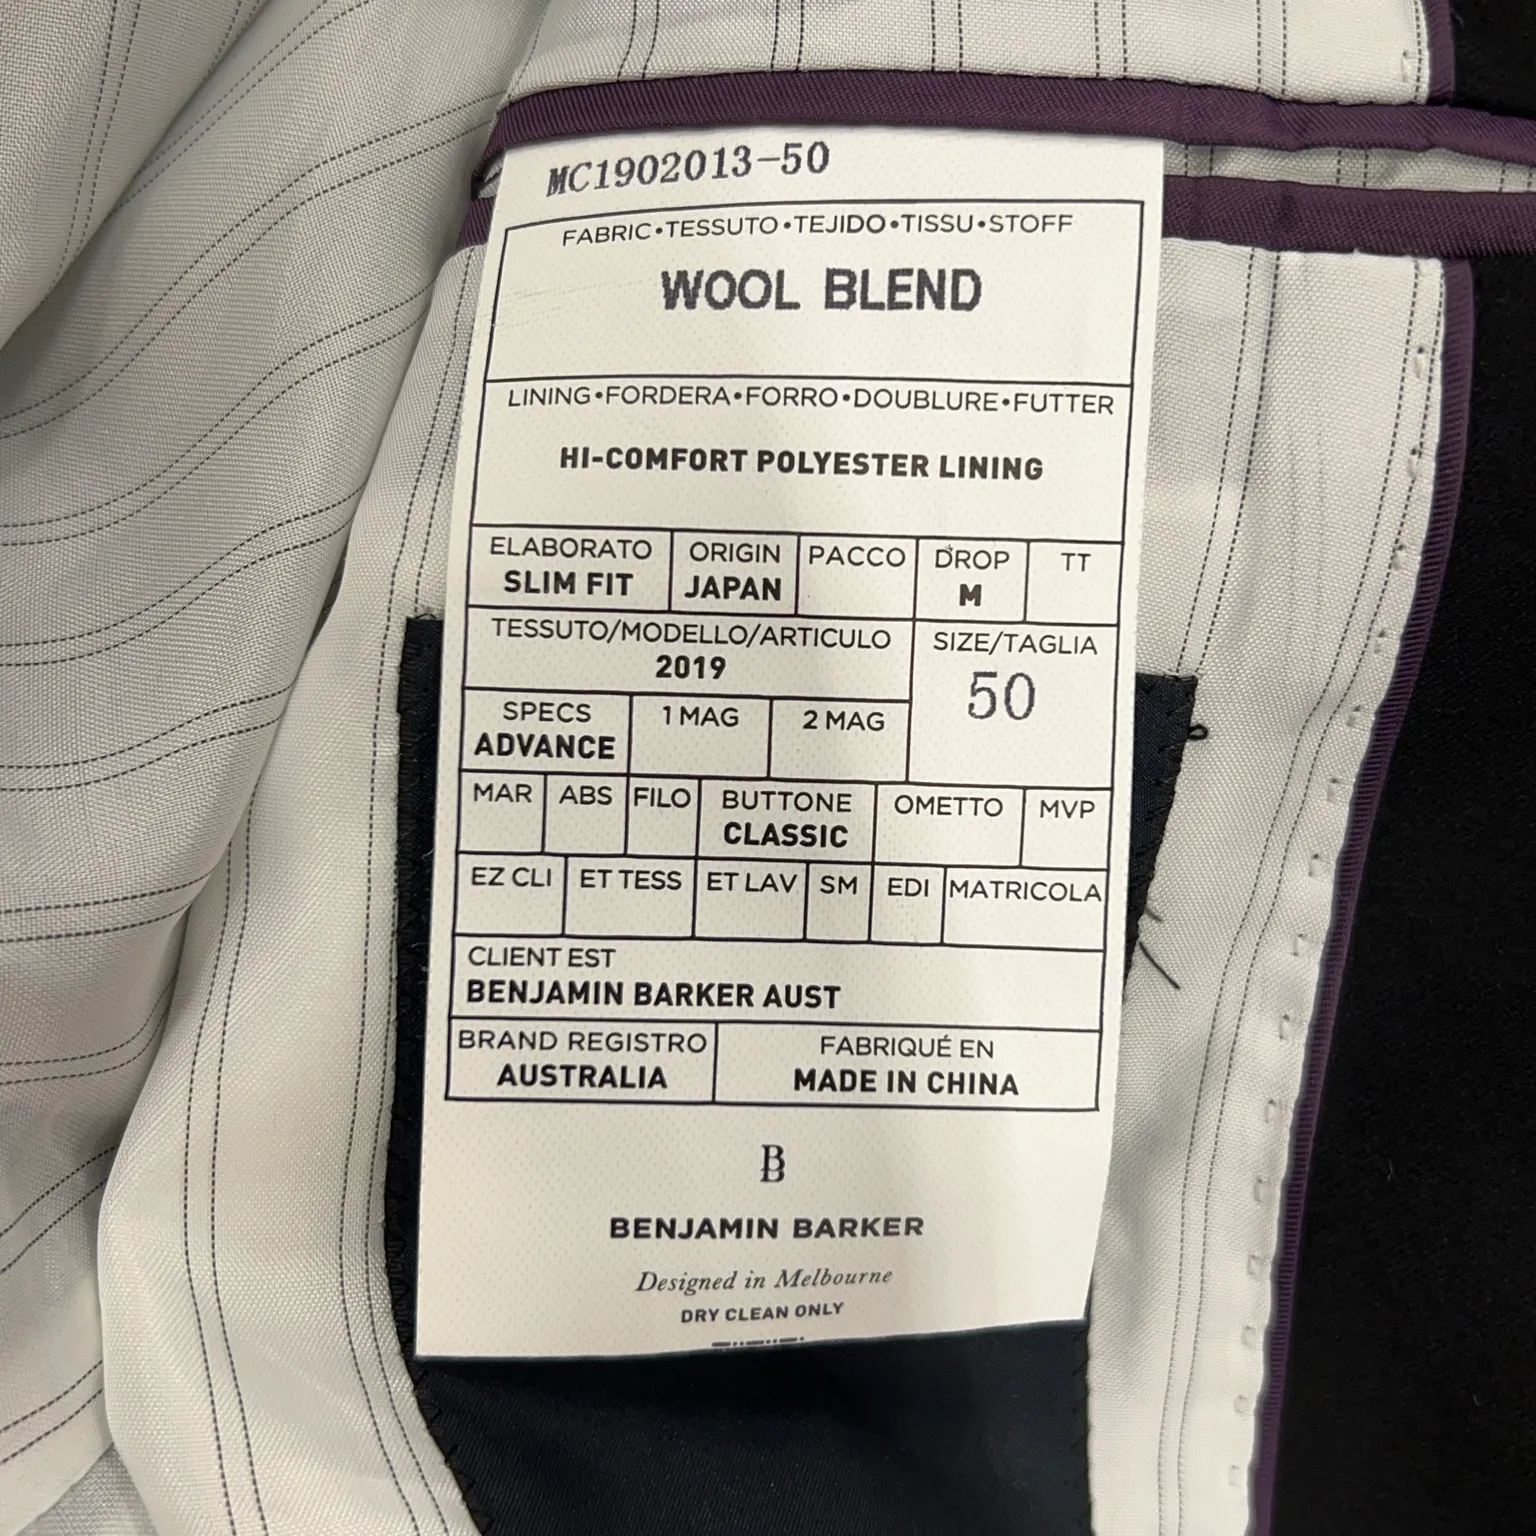 MC1902013-50
FABRIC•TESSUTO•TEJIDO•TISSU•STOFF
WOOL BLEND
LINING•FORDERA•FORRO•DOUBLURE•FUTTER
HI-COMFORT POLYESTER LINING
ELABORATO ORIGIN PACCO DROP TT
SLIM FIT JAPAN M
TESSUTO/MODELLO/ARTICULO SIZE/TAGLIA
2019 50
SPECS 1 MAG 2 MAG
ADVANCE
MAR ABS FILO BUTTONE OMETTO MVP
CLASSIC
EZ CLI ET TESS ET LAV SM EDI MATRICOLA
CLIENT EST
BENJAMIN BARKER AUST
BRAND REGISTRO FABRIQUÉ EN
AUSTRALIA MADE IN CHINA
B
BENJAMIN BARKER
Designed in Melbourne
DRY CLEAN ONLY